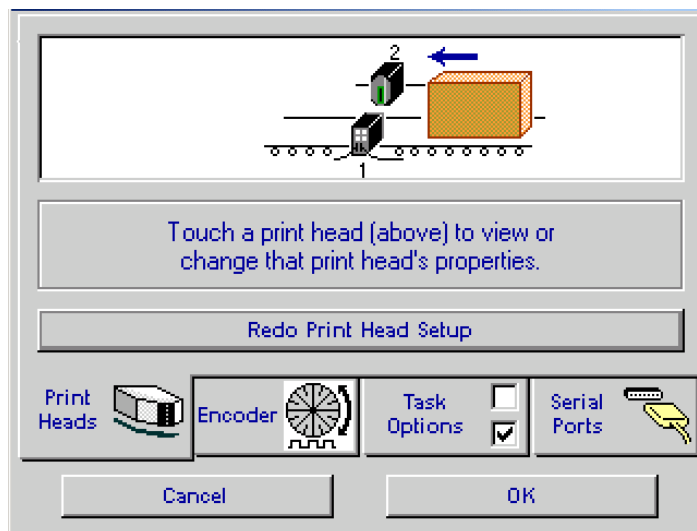 2
1
Touch a print head (above) to view or
change that print head's properties.
Redo Print Head Setup
Print
Heads
Encoder
Task
Options
Serial
Ports
Cancel
OK